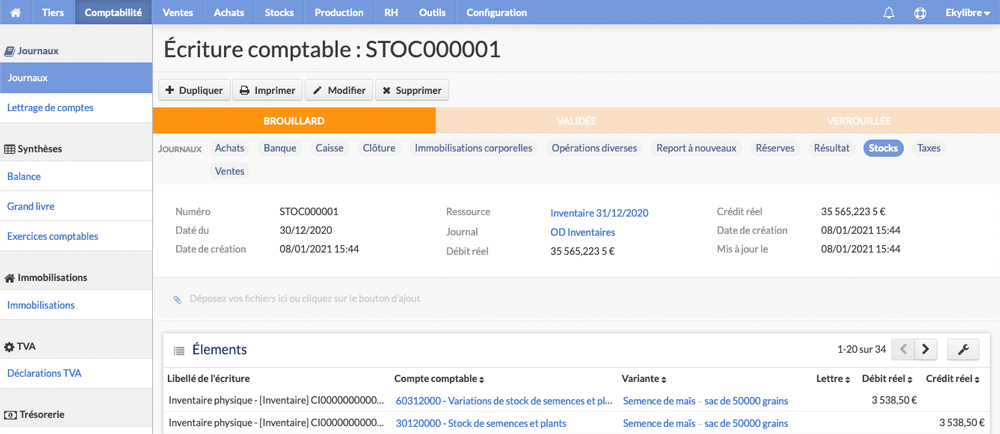 Tiers Comptabilité Ventes Achats Stocks Production RH Outils Configuration Ekylibre
Journaux
Journaux
Lettrage de comptes
Synthèses
Balance
Grand livre
Exercices comptables
Immobilisations
Immobilisations
TVA
Déclarations TVA
Trésorerie
Écriture comptable : STOC000001
Dupliquer Imprimer Modifier Supprimer
BROUILLARD VALIDÉE VERROUILLÉE
JOURNAUX Achats Banque Caisse Clôture Immobilisations corporelles Opérations diverses Report à nouveaux Réserves Résultat Stocks Taxes
Ventes
Numéro STOC000001 Ressource Inventaire 31/12/2020 Crédit réel 35 565,223 5 €
Daté du 30/12/2020 Journal OD Inventaires Date de création 08/01/2021 15:44
Date de création 08/01/2021 15:44 Débit réel 35 565,223 5 € Mis à jour le 08/01/2021 15:44
Déposez vos fichiers ici ou cliquez sur le bouton d'ajout
Élements 1-20 sur 34
Libellé de l'écriture Compte comptable Variante Lettre Débit réel Crédit réel
Inventaire physique - [Inventaire] CI0000000000... 60312000 - Variations de stock de semences et pl... Semence de maïs - sac de 50000 grains 3 538,50 €
Inventaire physique - [Inventaire] CI0000000000... 30120000 - Stock de semences et plants Semence de maïs - sac de 50000 grains 3 538,50 €